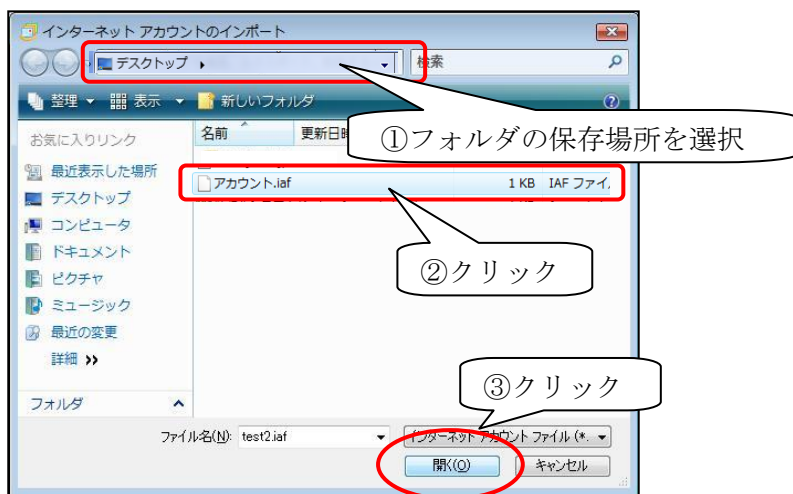 インターネット アカウントのインポート
デスクトップ
検索
整理 表示 新しいフォルダ
①フォルダの保存場所を選択
お気に入りリンク
名前 更新日時
最近表示した場所
アカウント.iaf 1 KB IAF ファイ
デスクトップ
コンピュータ
ドキュメント
②クリック
ピクチャ
ミュージック
最近の変更
詳細 >>
③クリック
フォルダ
ファイル名(N): test2.iaf
インターネット アカウント ファイル (*.
開く(O) キャンセル